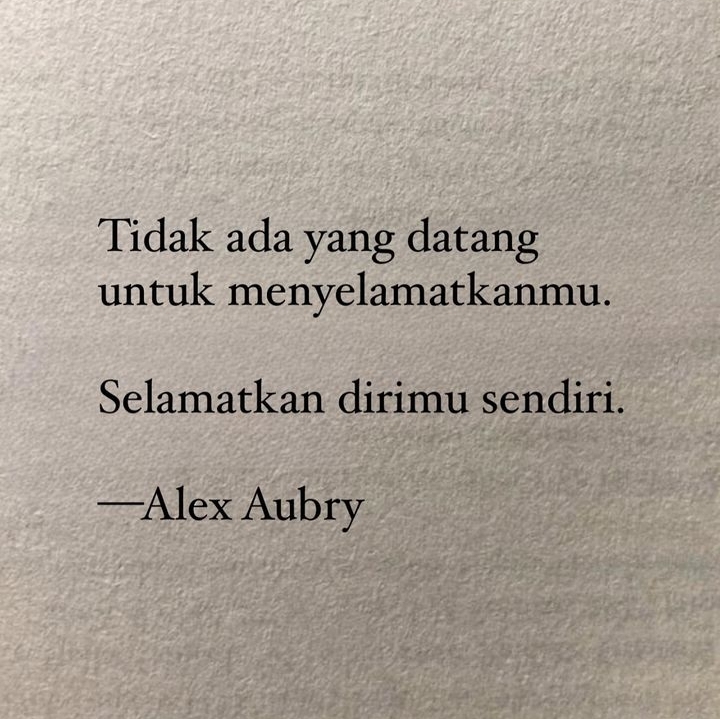 Tidak ada yang datang
untuk menyelamatkanmu.
Selamatkan dirimu sendiri.
—Alex Aubry